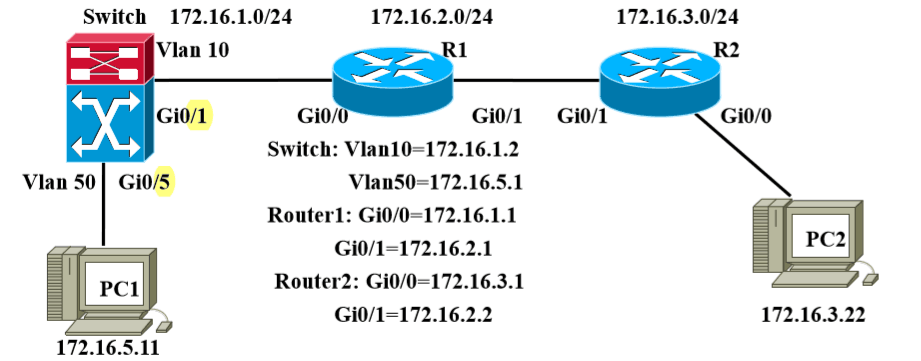 Switch 172.16.1.0/24 172.16.2.0/24 172.16.3.0/24
Vlan 10 R1 R2
Gi0/1 Gi0/0 Gi0/1 Gi0/1 Gi0/0
Switch: Vlan10=172.16.1.2
Vlan50=172.16.5.1
Vlan 50 Gi0/5
Router1: Gi0/0=172.16.1.1
Gi0/1=172.16.2.1
Router2: Gi0/0=172.16.3.1
Gi0/1=172.16.2.2
PC1
PC2
172.16.5.11
172.16.3.22